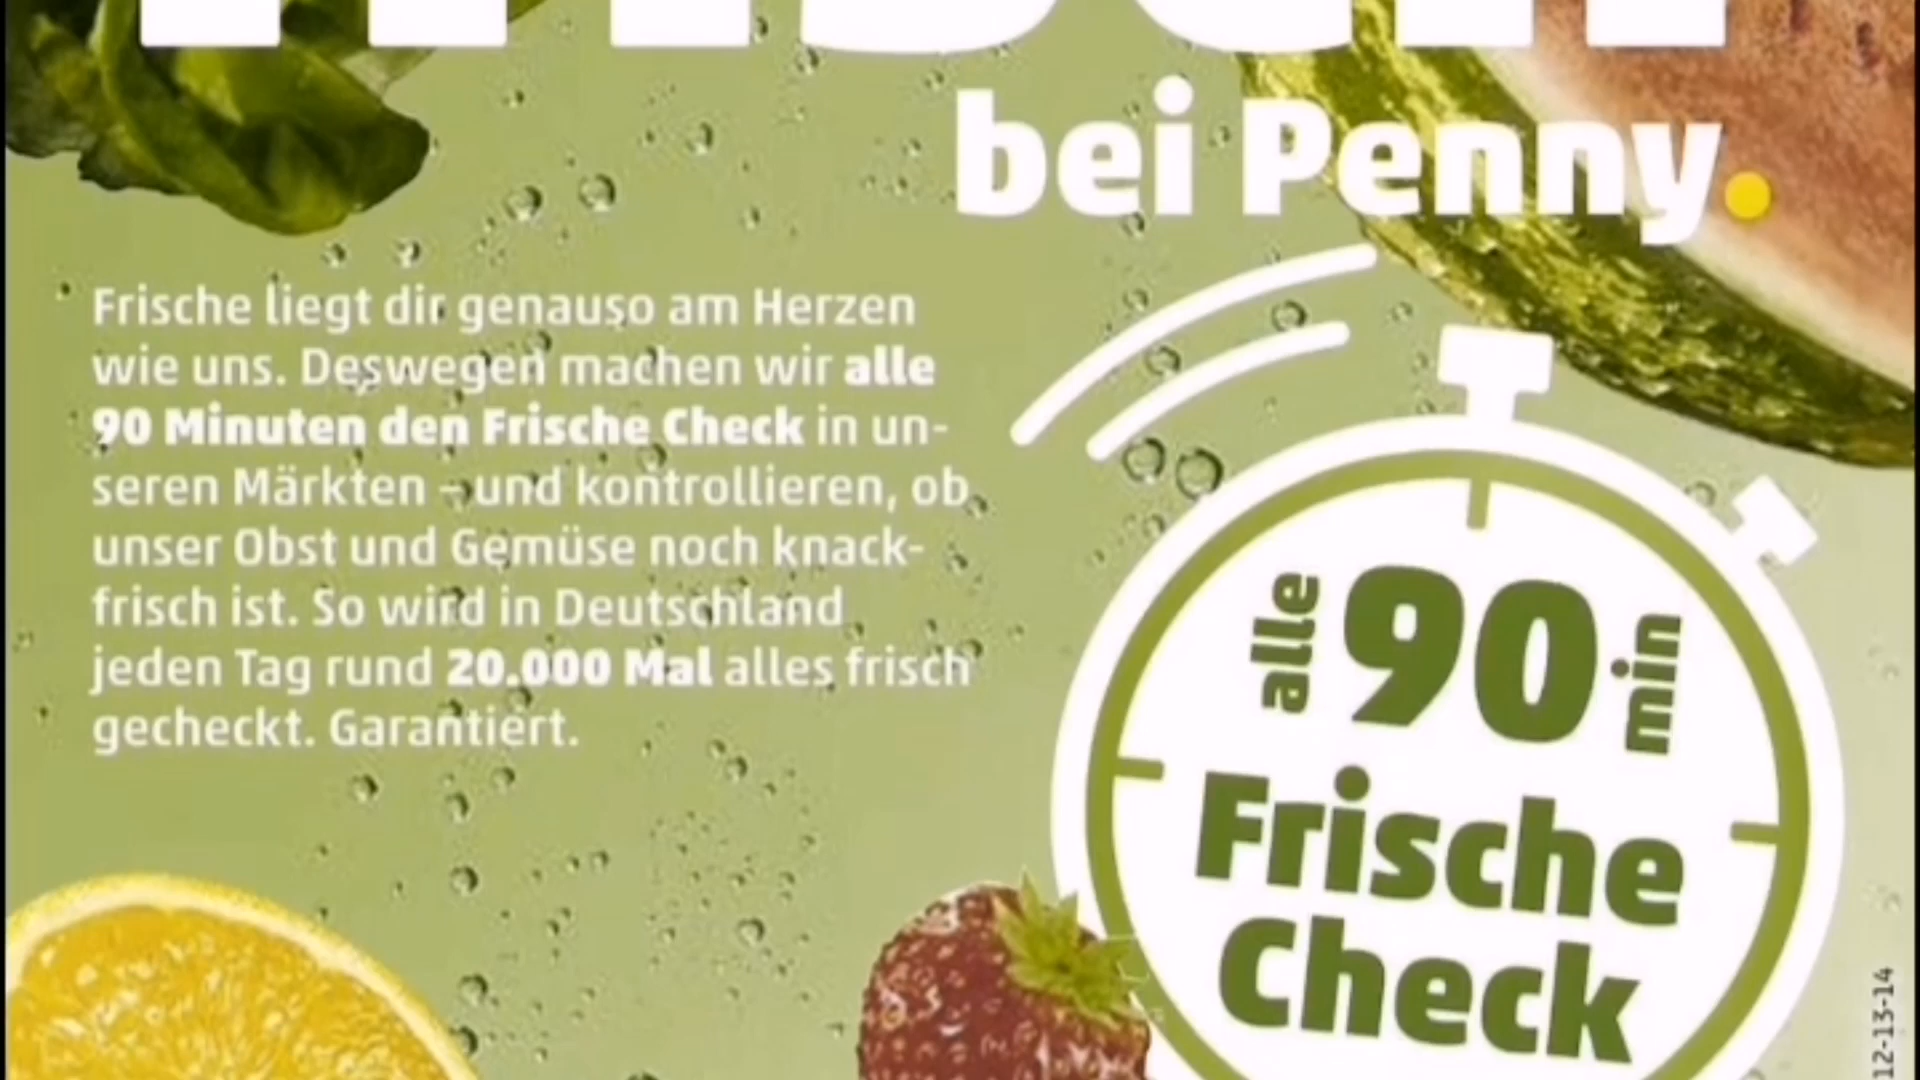 bei Penny.
Frische liegt dir genauso am Herzen
wie uns. Deswegen machen wir alle
90 Minuten den Frische Check in un-
seren Märkten – und kontrollieren, ob
unser Obst und Gemüse noch knack-
frisch ist. So wird in Deutschland
jeden Tag rund 20.000 Mal alles frisch
gecheckt. Garantiert.
alle 90 min
Frische
Check
12-13-14